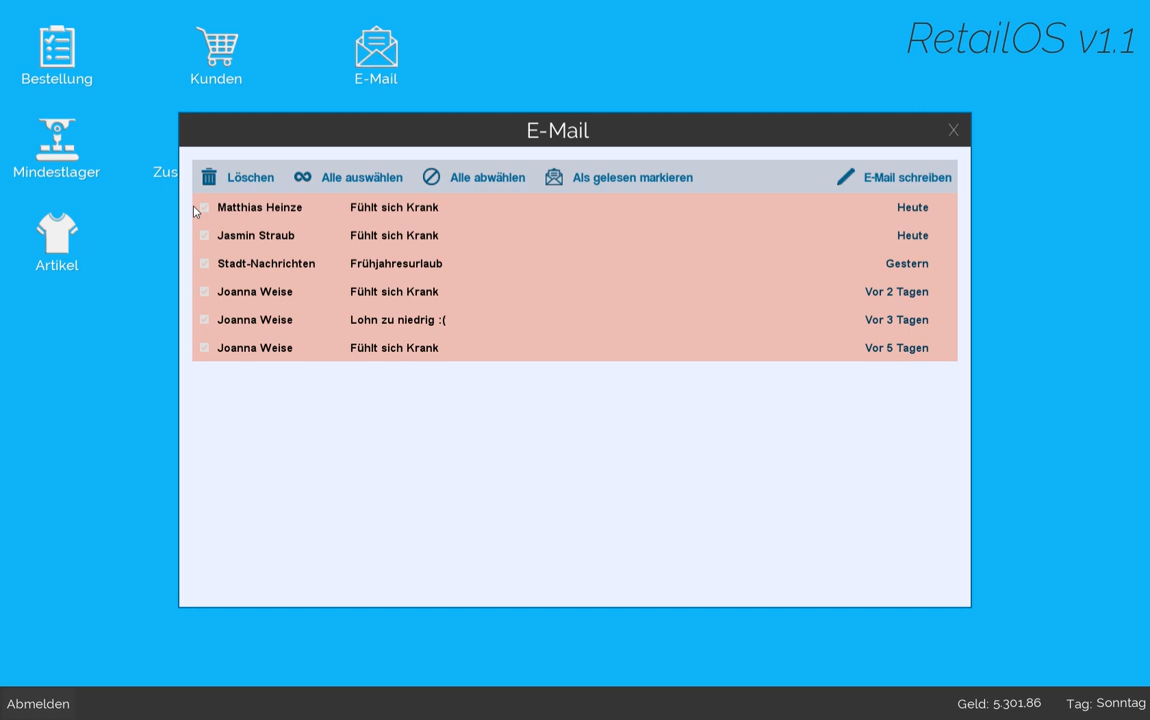 RetailOS v1.1
Bestellung
Kunden
E-Mail
Mindestlager
Zus
Artikel
E-Mail X
Löschen Alle auswählen Alle abwählen Als gelesen markieren E-Mail schreiben
Matthias Heinze Fühlt sich Krank Heute
Jasmin Straub Fühlt sich Krank Heute
Stadt-Nachrichten Frühjahresurlaub Gestern
Joanna Weise Fühlt sich Krank Vor 2 Tagen
Joanna Weise Lohn zu niedrig :( Vor 3 Tagen
Joanna Weise Fühlt sich Krank Vor 5 Tagen
Abmelden Geld: 5.301,86 Tag: Sonntag